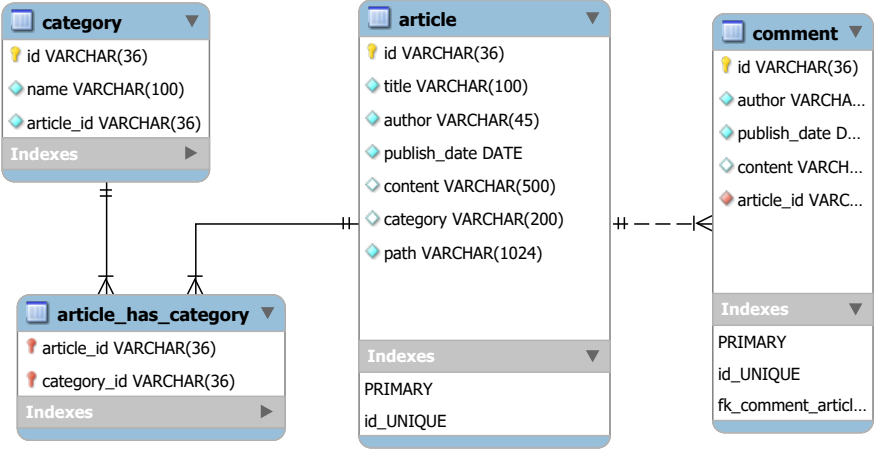 category
id VARCHAR(36)
name VARCHAR(100)
article_id VARCHAR(36)
Indexes
article_has_category
article_id VARCHAR(36)
category_id VARCHAR(36)
Indexes
article
id VARCHAR(36)
title VARCHAR(100)
author VARCHAR(45)
publish_date DATE
content VARCHAR(500)
category VARCHAR(200)
path VARCHAR(1024)
Indexes
PRIMARY
id_UNIQUE
comment
id VARCHAR(36)
author VARCHA...
publish_date D...
content VARCH...
article_id VARC...
Indexes
PRIMARY
id_UNIQUE
fk_comment_articl...